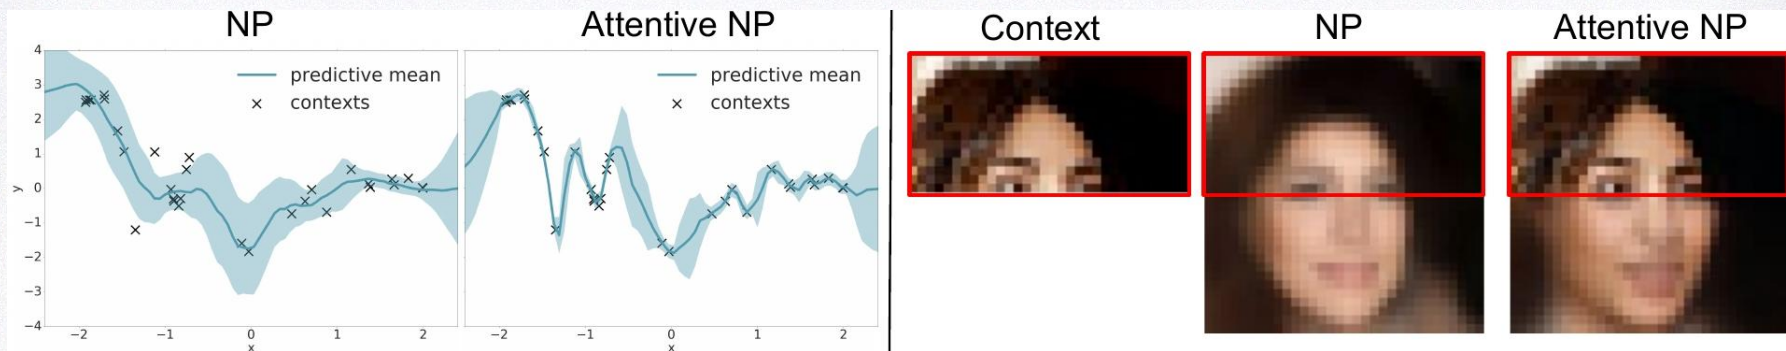 NP
Attentive NP
Context
NP
Attentive NP
4
3
2
1
0
−1
−2
−3
−4
y
predictive mean
contexts
−2
−1
0
1
2
x
predictive mean
contexts
−2
−1
0
1
2
x